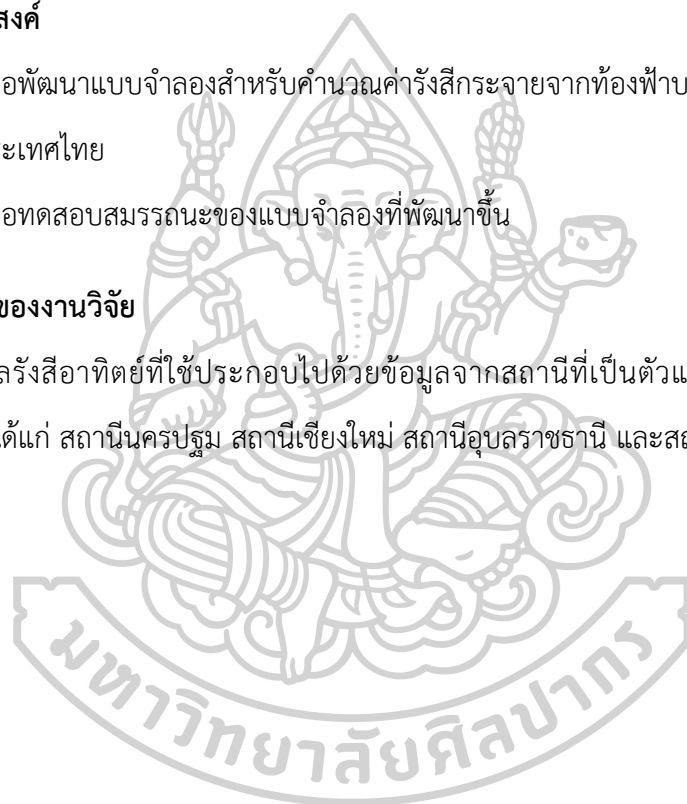 สงค์
อพัฒนาแบบจำลองสำหรับคำนวณค่ารังสีกระจายจากท้องฟ้าบ
ระเทศไทย
อทดสอบสมรรถนะของแบบจำลองที่พัฒนาขึ้น
ของงานวิจัย
ลรังสีอาทิตย์ที่ใช้ประกอบไปด้วยข้อมูลจากสถานีที่เป็นตัวแ
ได้แก่ สถานีนครปฐม สถานีเชียงใหม่ สถานีอุบลราชธานี และสถ
มหาวิทยาลัยศิลปากร